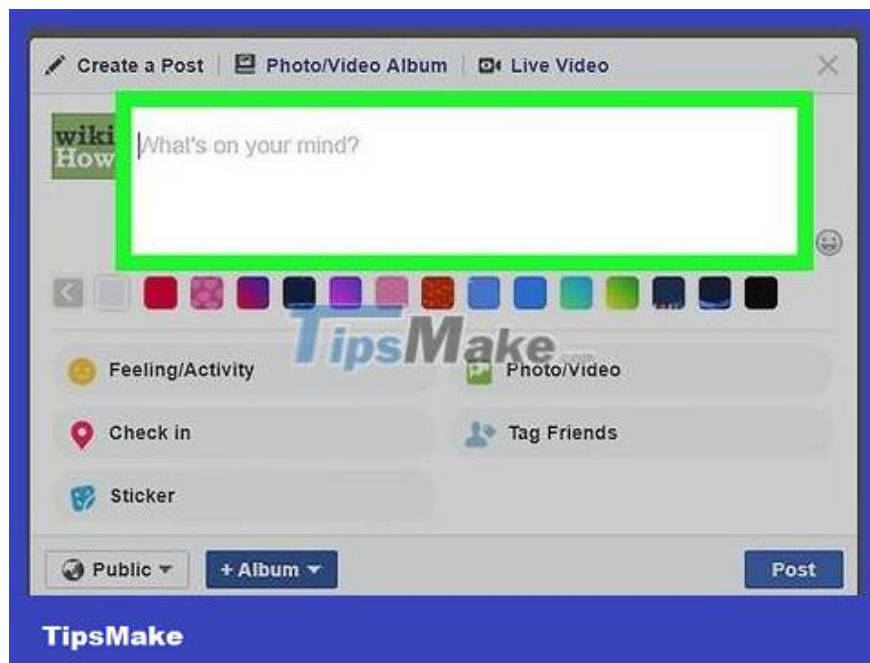 Create a Post Photo/Video Album Live Video
wiki
How
What's on your mind?
TipsMake
Feeling/Activity Photo/Video
Check in Tag Friends
Sticker
Public + Album Post
TipsMake